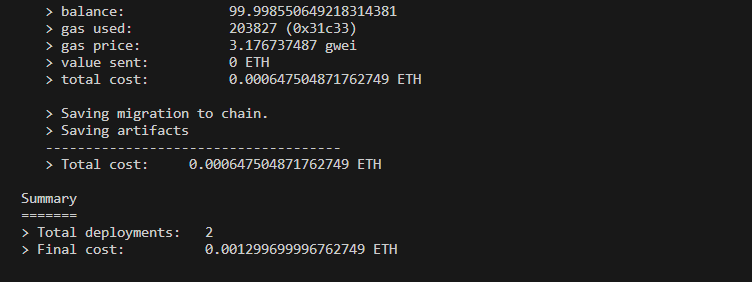 > balance: 99.998550649218314381
> gas used: 203827 (0x31c33)
> gas price: 3.176737487 gwei
> value sent: 0 ETH
> total cost: 0.000647504871762749 ETH
> Saving migration to chain.
> Saving artifacts
-------------------------------------
> Total cost: 0.000647504871762749 ETH
Summary
=======
> Total deployments: 2
> Final cost: 0.001299699996762749 ETH